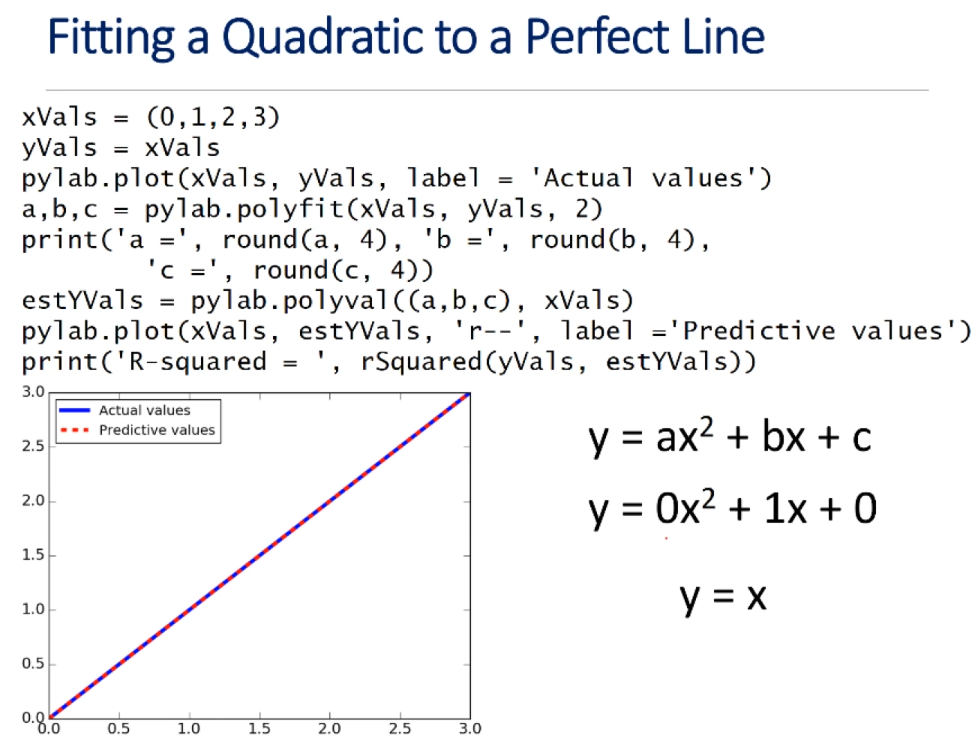 Fitting a Quadratic to a Perfect Line
xVals = (0,1,2,3)
yVals = xVals
pylab.plot(xVals, yVals, label = 'Actual values')
a,b,c = pylab.polyfit(xVals, yVals, 2)
print('a =', round(a, 4), 'b =', round(b, 4),
'c =', round(c, 4))
estYVals = pylab.polyval((a,b,c), xVals)
pylab.plot(xVals, estYVals, 'r--', label ='Predictive values')
print('R-squared = ', rSquared(yVals, estYVals))
3.0
Actual values
Predictive values
2.5
2.0
1.5
1.0
0.5
0.0
0.0 0.5 1.0 1.5 2.0 2.5 3.0
y = ax² + bx + c
y = 0x² + 1x + 0
y = x